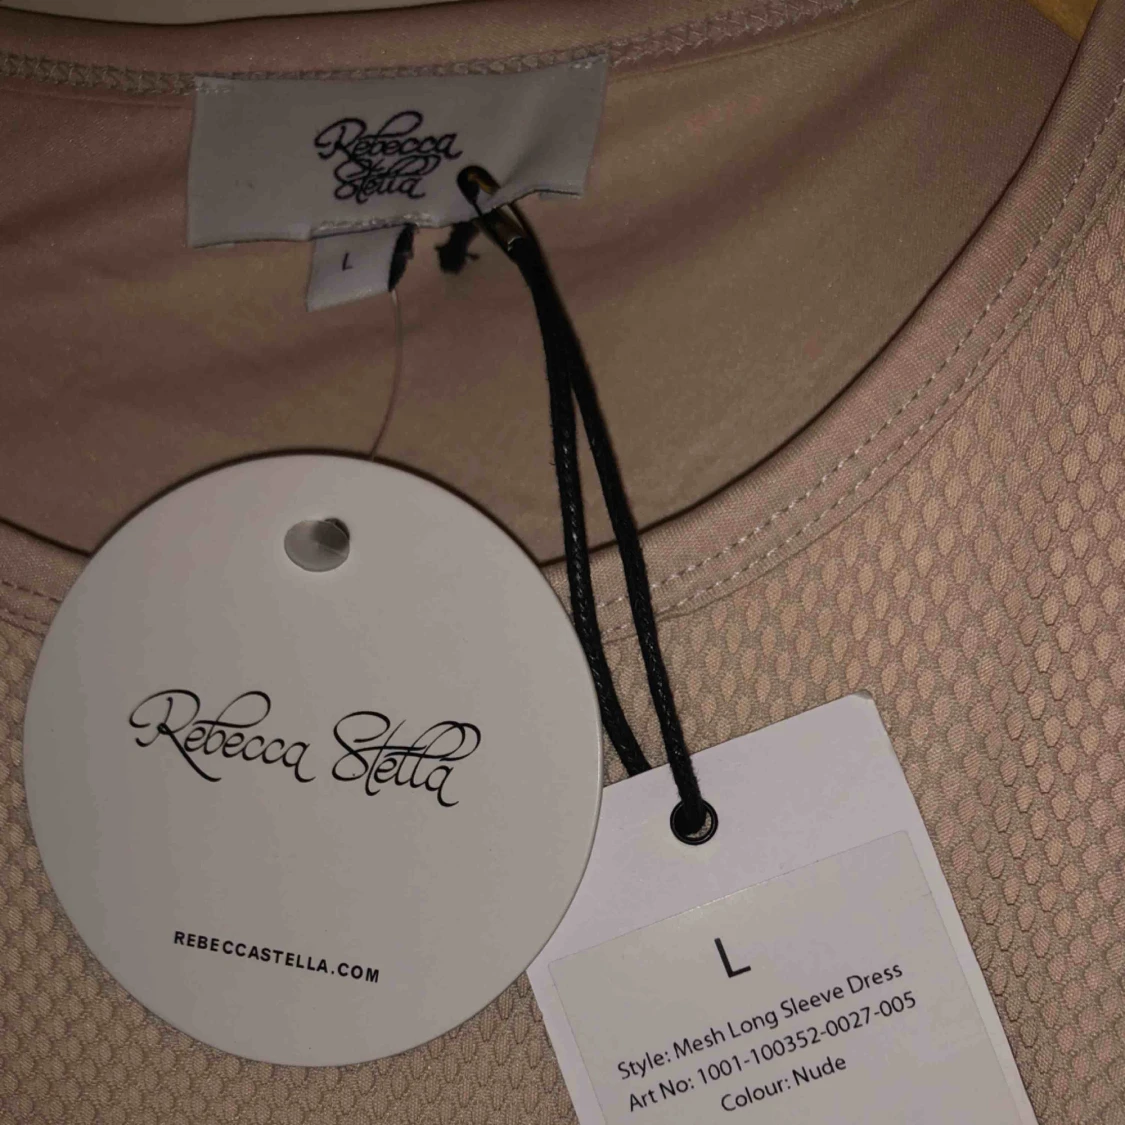 Rebecca
Stella
L
Rebecca Stella
REBECCASTELLA.COM
L
Style: Mesh Long Sleeve Dress
Art No: 1001-100352-0027-005
Colour: Nude